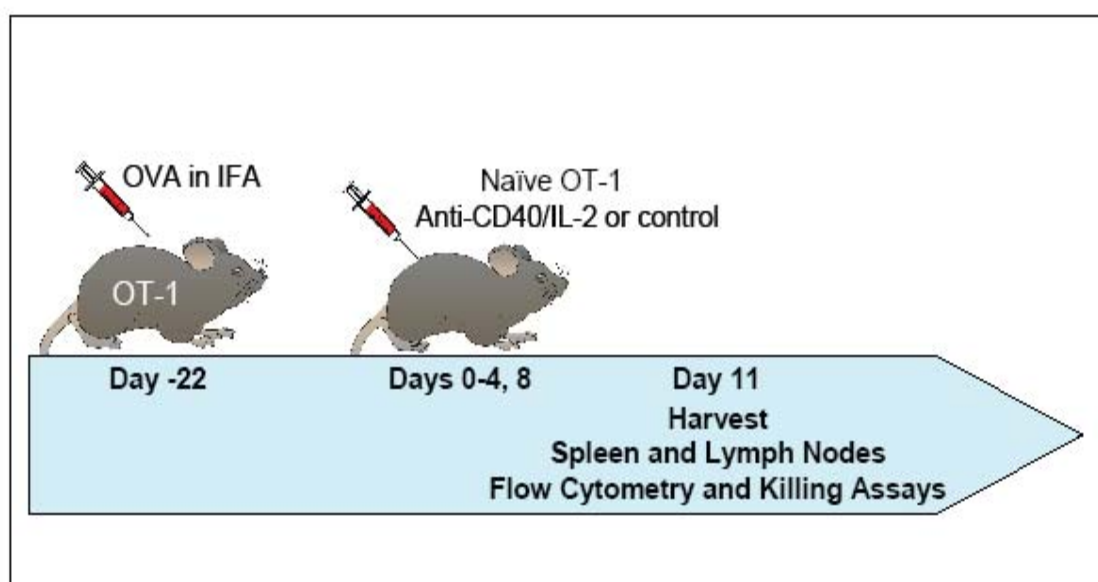 OVA in IFA
OT-1
Naïve OT-1
Anti-CD40/IL-2 or control
Day -22
Days 0-4, 8
Day 11
Harvest
Spleen and Lymph Nodes
Flow Cytometry and Killing Assays